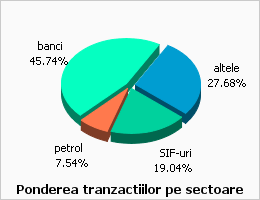 banci
45.74%
altele
27.68%
petrol
7.54%
SIF-uri
19.04%
Ponderea tranzactiilor pe sectoare